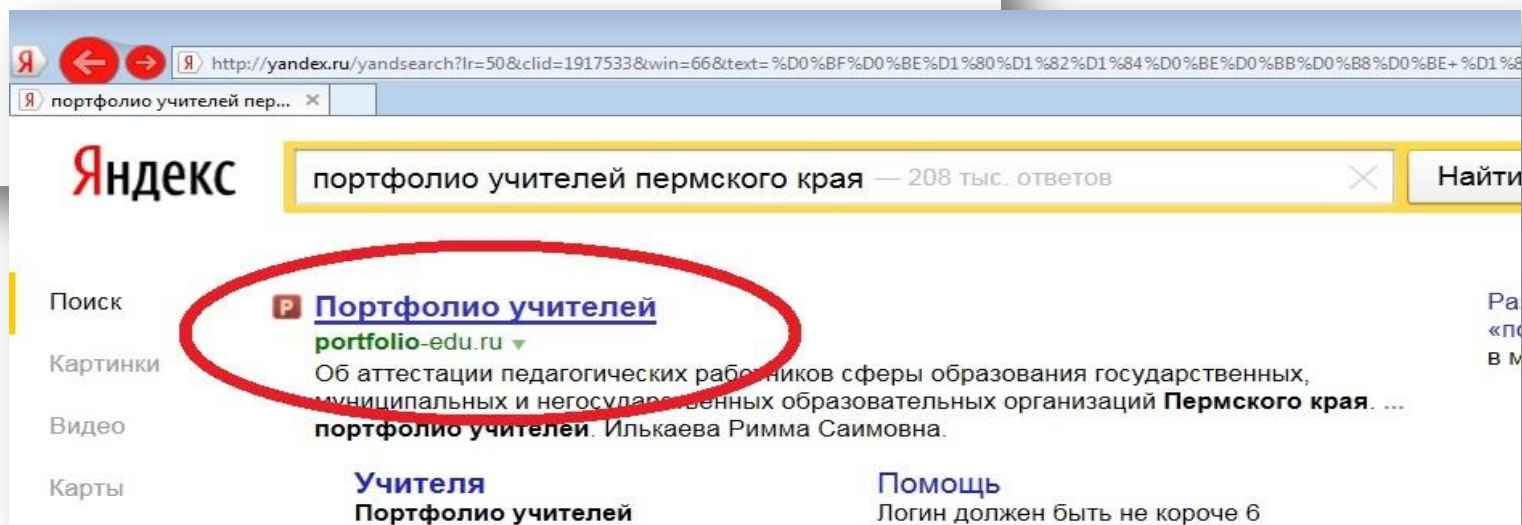 Я http://yandex.ru/yandsearch?lr=50&clid=1917533&win=66&text=%D0%BF%D0%BE%D1%80%D1%82%D1%84%D0%BE%D0%BB%D0%B8%D0%BE+%D1%8
портфолио учителей пер...
Яндекс
портфолио учителей пермского края — 208 тыс. ответов
Найти
Поиск
Картинки
Видео
Карты
Портфолио учителей
portfolio-edu.ru
Об аттестации педагогических работников сферы образования государственных,
муниципальных и негосударственных образовательных организаций Пермского края. ...
портфолио учителей. Илькаева Римма Саимовна.
Учителя
Портфолио учителей
Помощь
Логин должен быть не короче 6